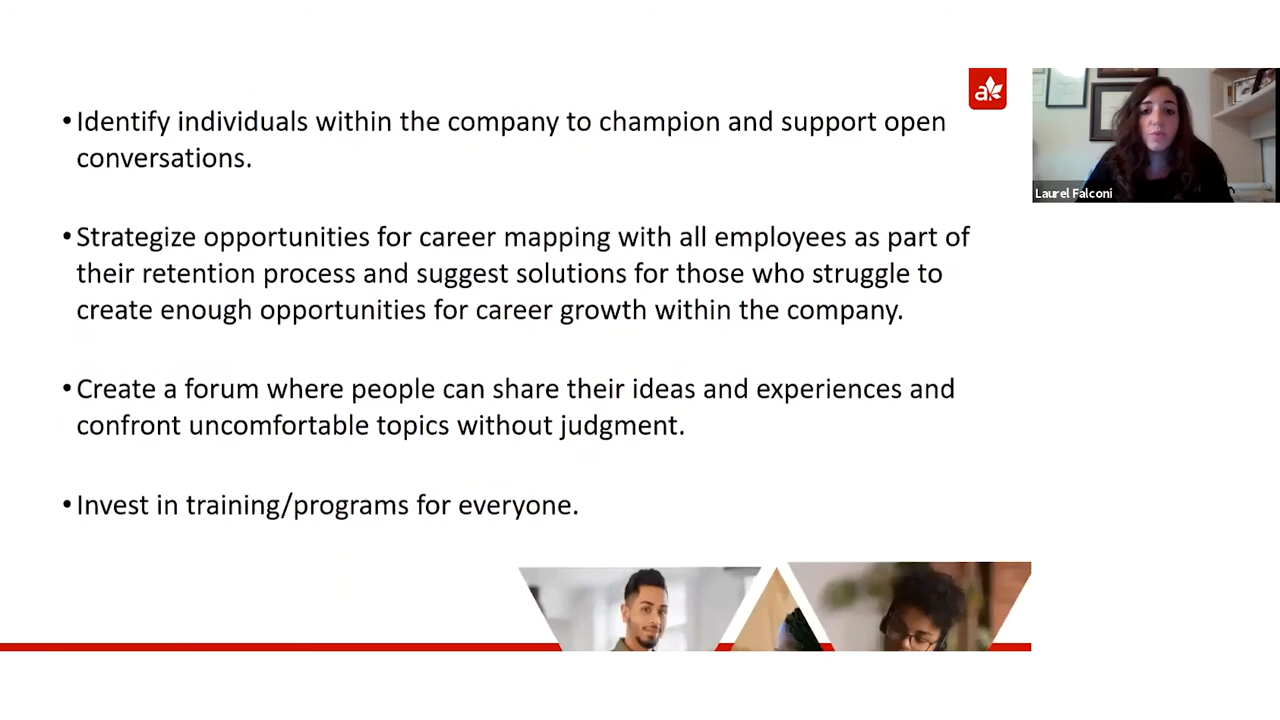 • Identify individuals within the company to champion and support open
conversations.
• Strategize opportunities for career mapping with all employees as part of
their retention process and suggest solutions for those who struggle to
create enough opportunities for career growth within the company.
• Create a forum where people can share their ideas and experiences and
confront uncomfortable topics without judgment.
• Invest in training/programs for everyone.
a
Laurel Falconi